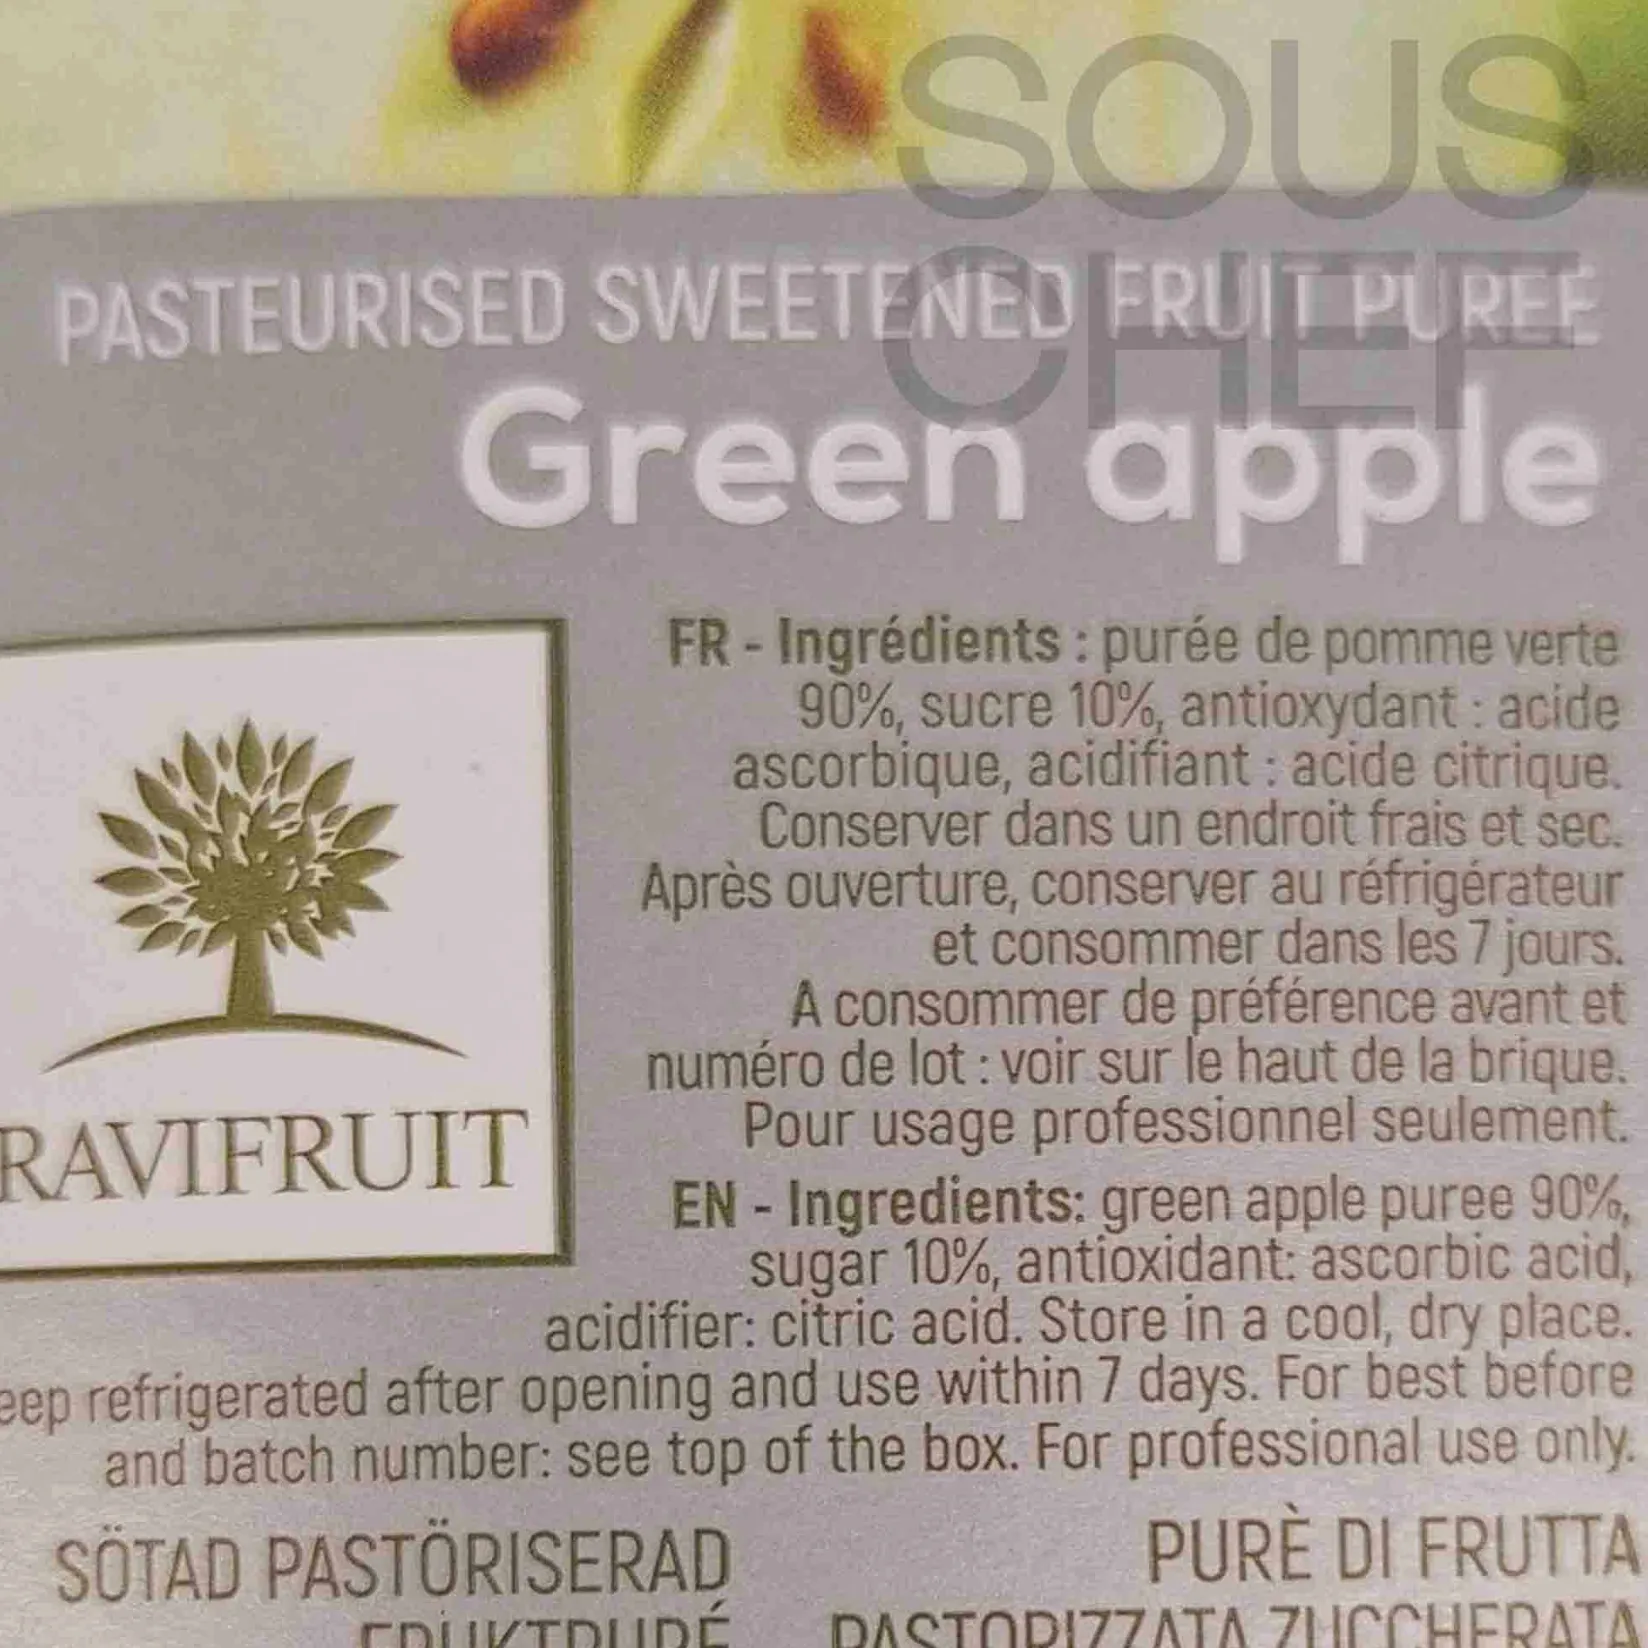 SOUS
CHEF
PASTEURISED SWEETENED FRUIT PUREE
Green apple
RAVIFRUIT
FR - Ingrédients : purée de pomme verte
90%, sucre 10%, antioxydant : acide
ascorbique, acidifiant : acide citrique.
Conserver dans un endroit frais et sec.
Après ouverture, conserver au réfrigérateur
et consommer dans les 7 jours.
A consommer de préférence avant et
numéro de lot : voir sur le haut de la brique.
Pour usage professionnel seulement.
EN - Ingredients: green apple puree 90%,
sugar 10%, antioxidant: ascorbic acid,
acidifier: citric acid. Store in a cool, dry place.
eep refrigerated after opening and use within 7 days. For best before
and batch number: see top of the box. For professional use only.
SÖTAD PASTÖRISERAD
FRUKTPURÉ
PURÈ DI FRUTTA
PASTORIZZATA ZUCCHERATA